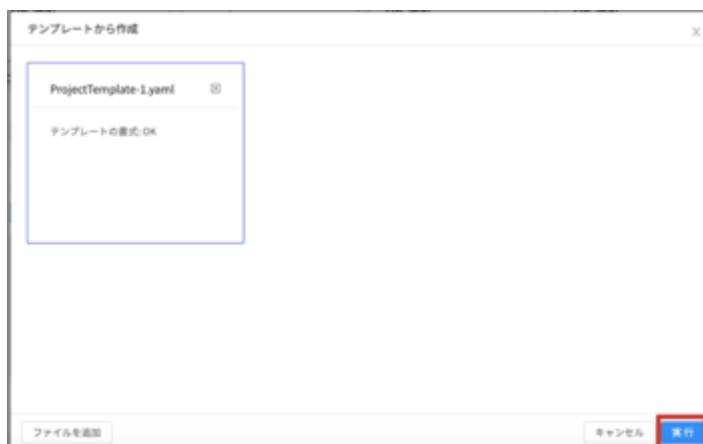 テンプレートから作成
ProjectTemplate-1.yaml
テンプレートの書式: OK
ファイルを追加
キャンセル
実行